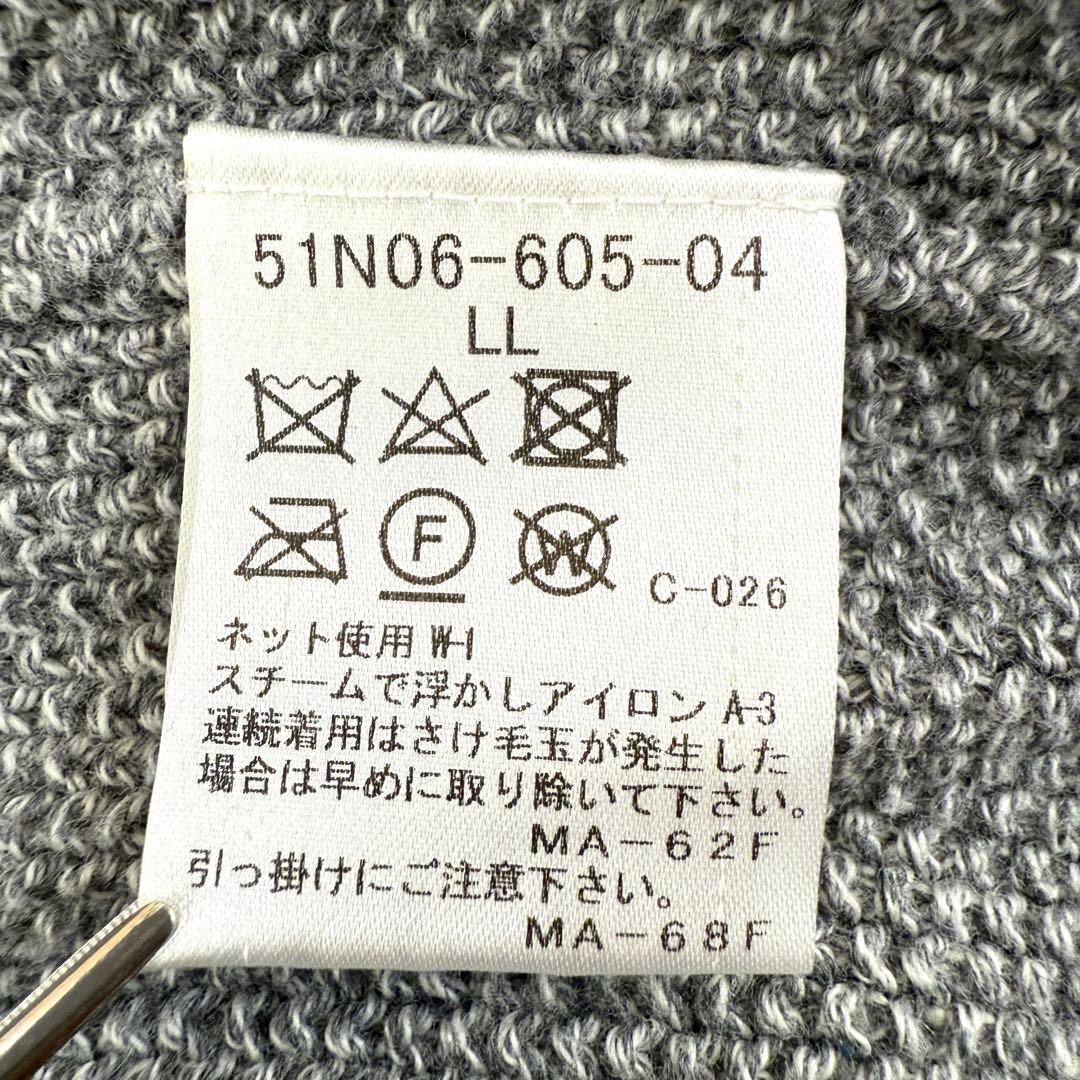 51N06-605-04
LL
F W
C-026
ネット使用 W-1
スチームで浮かしアイロン A-3
連続着用はさけ毛玉が発生した
場合は早めに取り除いて下さい。
MA-62F
引っ掛けにご注意下さい。
MA-68F